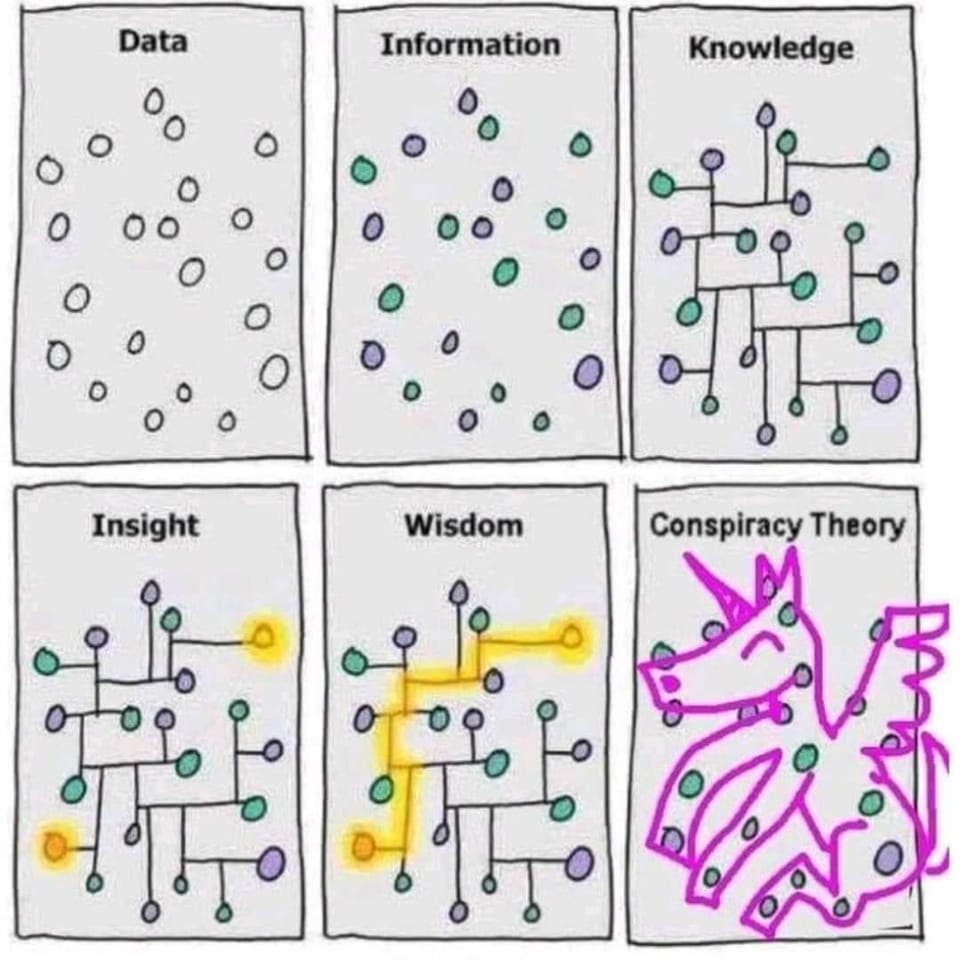 Data
Information
Knowledge
Insight
Wisdom
Conspiracy Theory